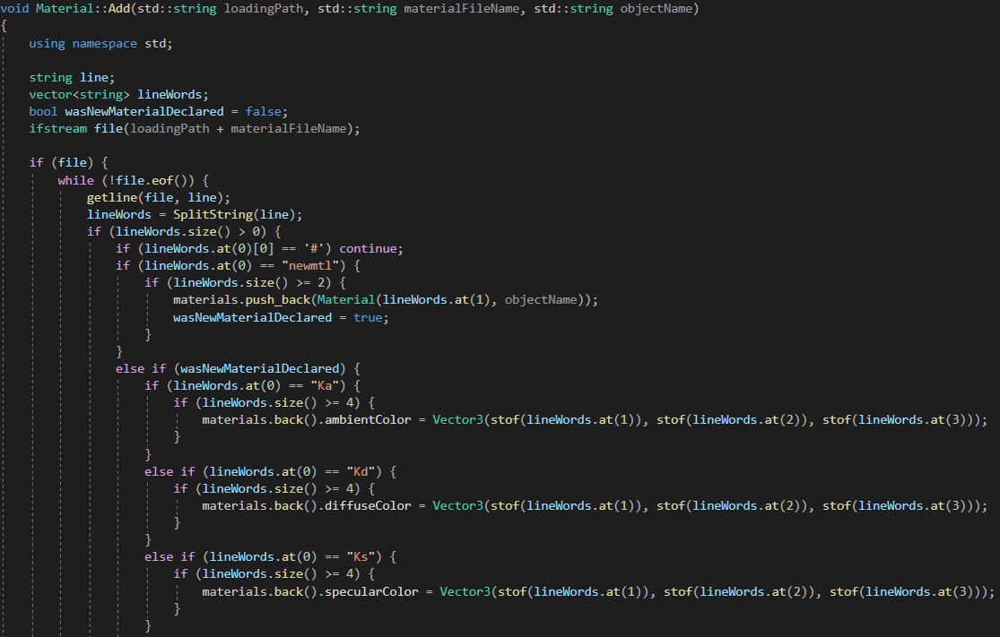 void Material::Add(std::string loadingPath, std::string materialFileName, std::string objectName)
{
    using namespace std;

    string line;
    vector<string> lineWords;
    bool wasNewMaterialDeclared = false;
    ifstream file(loadingPath + materialFileName);

    if (file) {
        while (!file.eof()) {
            getline(file, line);
            lineWords = SplitString(line);
            if (lineWords.size() > 0) {
                if (lineWords.at(0)[0] == '#') continue;
                if (lineWords.at(0) == "newmtl") {
                    if (lineWords.size() >= 2) {
                        materials.push_back(Material(lineWords.at(1), objectName));
                        wasNewMaterialDeclared = true;
                    }
                }
                else if (wasNewMaterialDeclared) {
                    if (lineWords.at(0) == "Ka") {
                        if (lineWords.size() >= 4) {
                            materials.back().ambientColor = Vector3(stof(lineWords.at(1)), stof(lineWords.at(2)), stof(lineWords.at(3)));
                        }
                    }
                    else if (lineWords.at(0) == "Kd") {
                        if (lineWords.size() >= 4) {
                            materials.back().diffuseColor = Vector3(stof(lineWords.at(1)), stof(lineWords.at(2)), stof(lineWords.at(3)));
                        }
                    }
                    else if (lineWords.at(0) == "Ks") {
                        if (lineWords.size() >= 4) {
                            materials.back().specularColor = Vector3(stof(lineWords.at(1)), stof(lineWords.at(2)), stof(lineWords.at(3)));
                        }
                    }